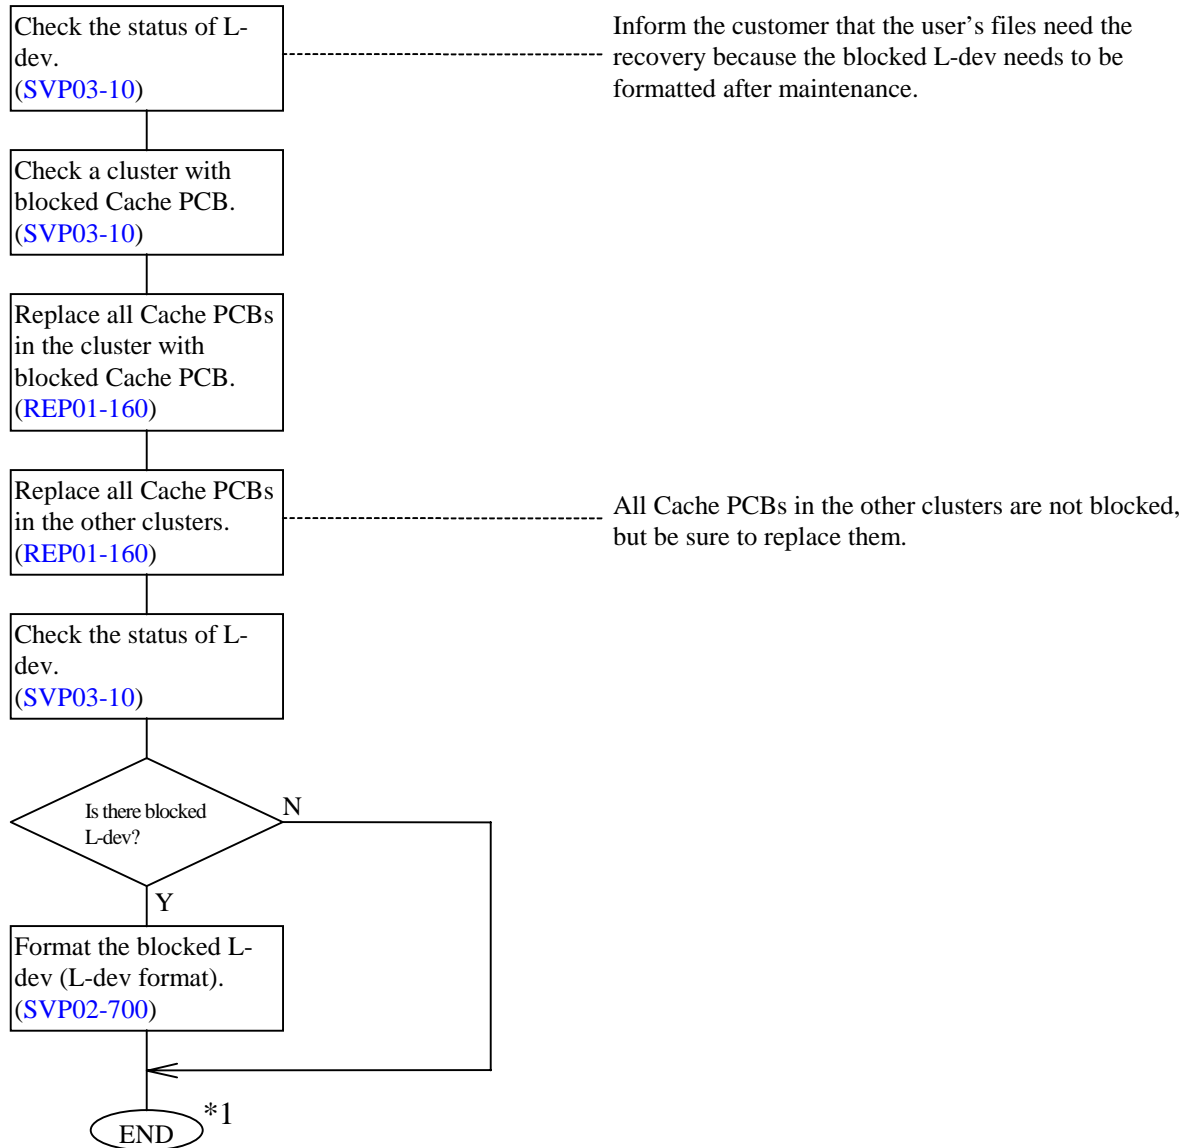 Check the status of L-
dev.
(SVP03-10)
Inform the customer that the user's files need the
recovery because the blocked L-dev needs to be
formatted after maintenance.
Check a cluster with
blocked Cache PCB.
(SVP03-10)
Replace all Cache PCBs
in the cluster with
blocked Cache PCB.
(REP01-160)
Replace all Cache PCBs
in the other clusters.
(REP01-160)
All Cache PCBs in the other clusters are not blocked,
but be sure to replace them.
Check the status of L-
dev.
(SVP03-10)
Is there blocked
L-dev?
N
Y
Format the blocked L-
dev (L-dev format).
(SVP02-700)
END
*1